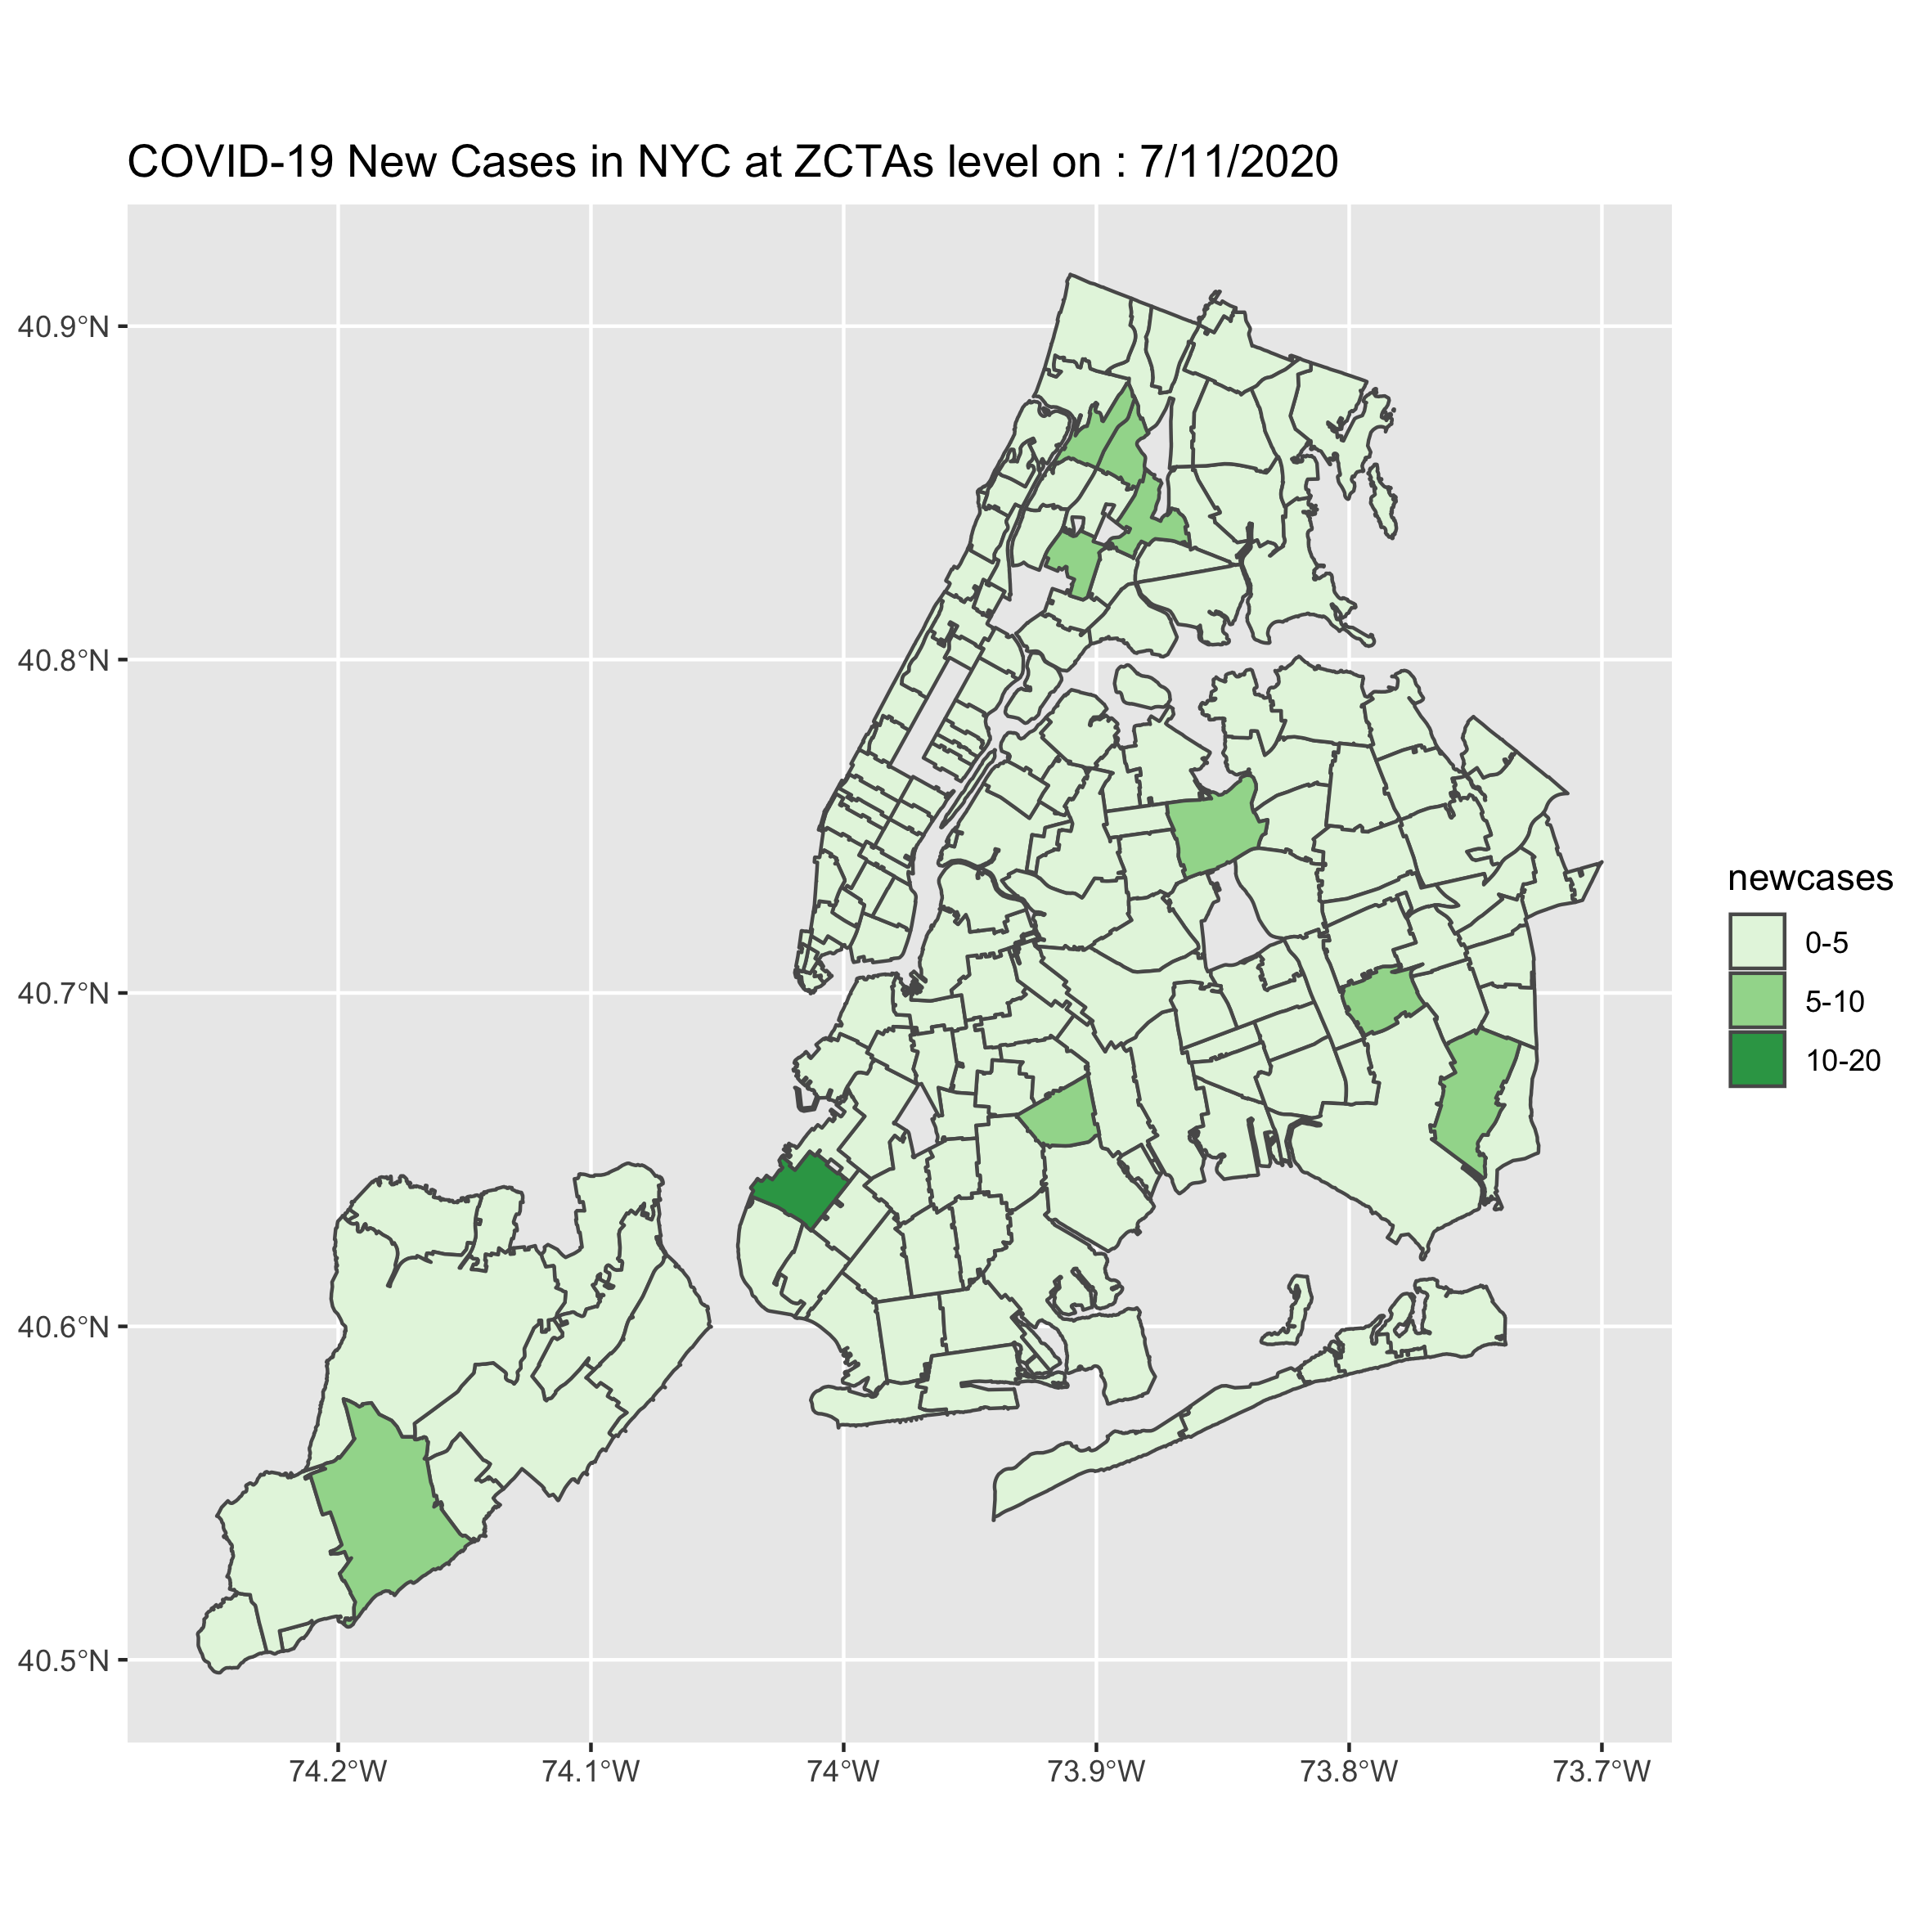 COVID-19 New Cases in NYC at ZCTAs level on : 7/11/2020
40.9°N
40.8°N
40.7°N
40.6°N
40.5°N
74.2°W
74.1°W
74°W
73.9°W
73.8°W
73.7°W
newcases
0-5
5-10
10-20